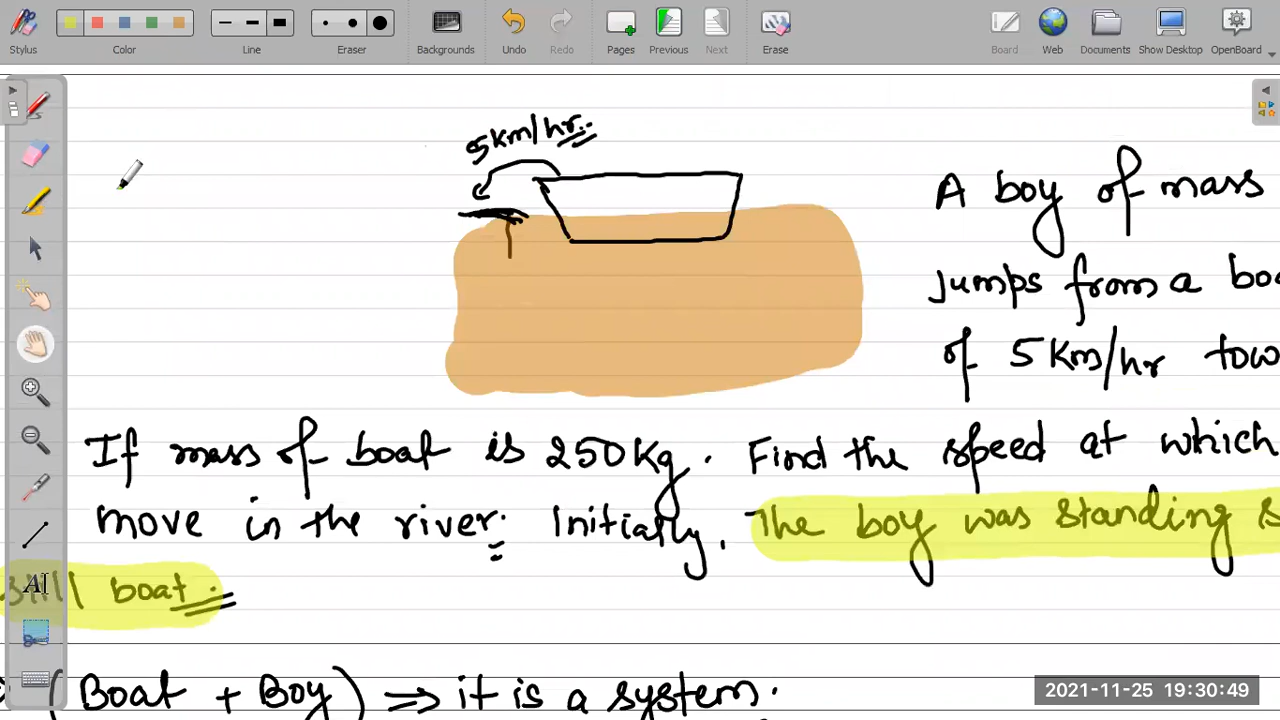 Stylus
Color
Line
Eraser
Backgrounds
Undo
Redo
Pages
Previous
Next
Erase
Board
Web
Documents
Show Desktop
OpenBoard
5km/hr.
A boy of mass
jumps from a boa
of 5Km/hr tow
If mass of boat is 250Kg. Find the speed at which
move in the river. Initially, The boy was standing s
still boat.
(Boat + Boy) ⇒ it is a system.
2021-11-25 19:30:49